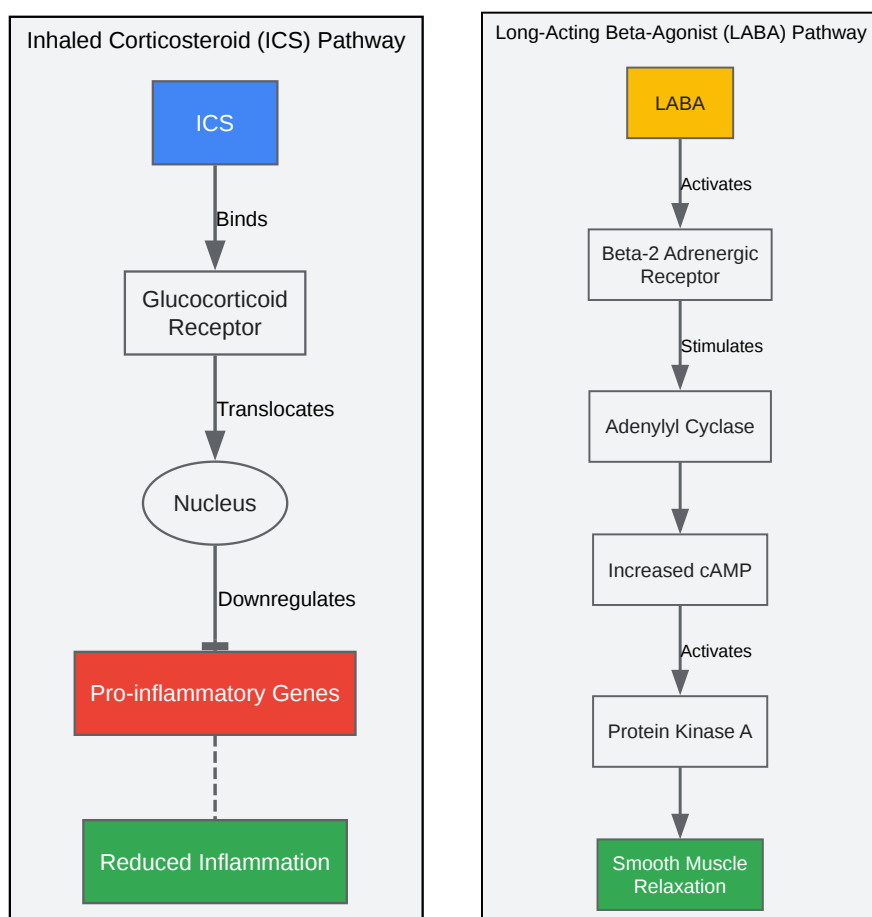 Inhaled Corticosteroid (ICS) Pathway
ICS
Binds
Glucocorticoid
Receptor
Translocates
Nucleus
Downregulates
Pro-inflammatory Genes
Reduced Inflammation
Long-Acting Beta-Agonist (LABA) Pathway
LABA
Activates
Beta-2 Adrenergic
Receptor
Stimulates
Adenylyl Cyclase
Increased cAMP
Activates
Protein Kinase A
Smooth Muscle
Relaxation